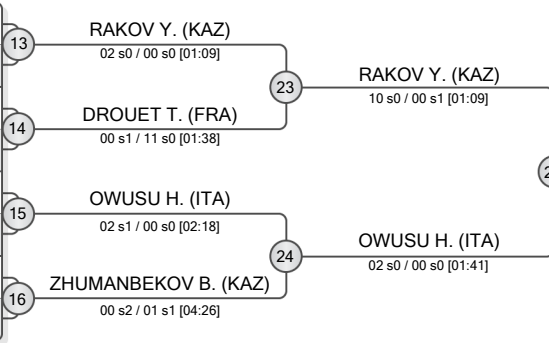 13
RAKOV Y. (KAZ)
02 s0 / 00 s0 [01:09]
23
RAKOV Y. (KAZ)
10 s0 / 00 s1 [01:09]
14
DROUET T. (FRA)
00 s1 / 11 s0 [01:38]
15
OWUSU H. (ITA)
02 s1 / 00 s0 [02:18]
24
OWUSU H. (ITA)
02 s0 / 00 s0 [01:41]
16
ZHUMANBEKOV B. (KAZ)
00 s2 / 01 s1 [04:26]